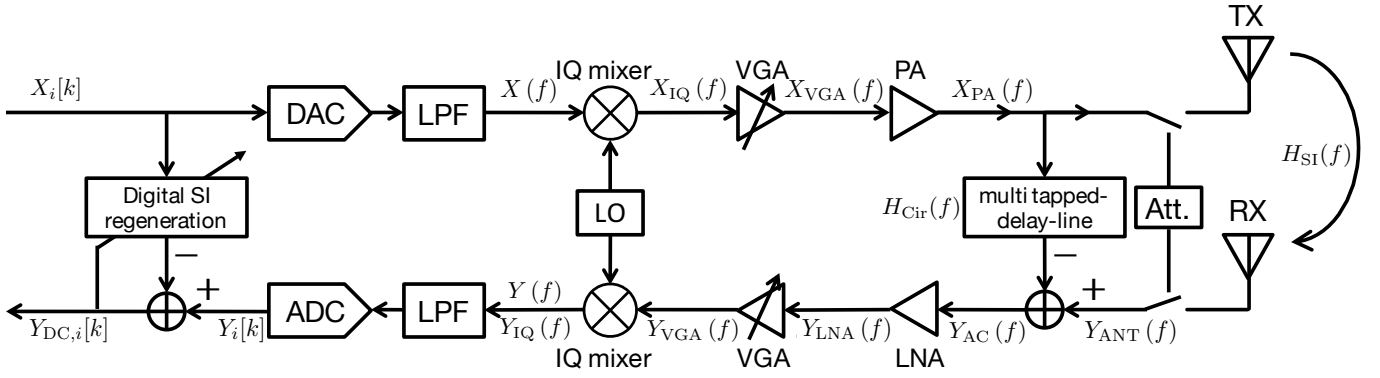 TX
IQ mixer VGA PA
X_i[k] X(f) X_IQ(f) X_VGA(f) X_PA(f)
DAC LPF
H_SI(f)
Digital SI
regeneration
LO
H_Cir(f)
multi tapped-
delay-line
Att.
RX
− − 
+ +
Y(f)
ADC LPF
Y_DC,i[k] Y_i[k] Y_IQ(f) Y_VGA(f) Y_LNA(f) Y_AC(f) Y_ANT(f)
IQ mixer VGA LNA